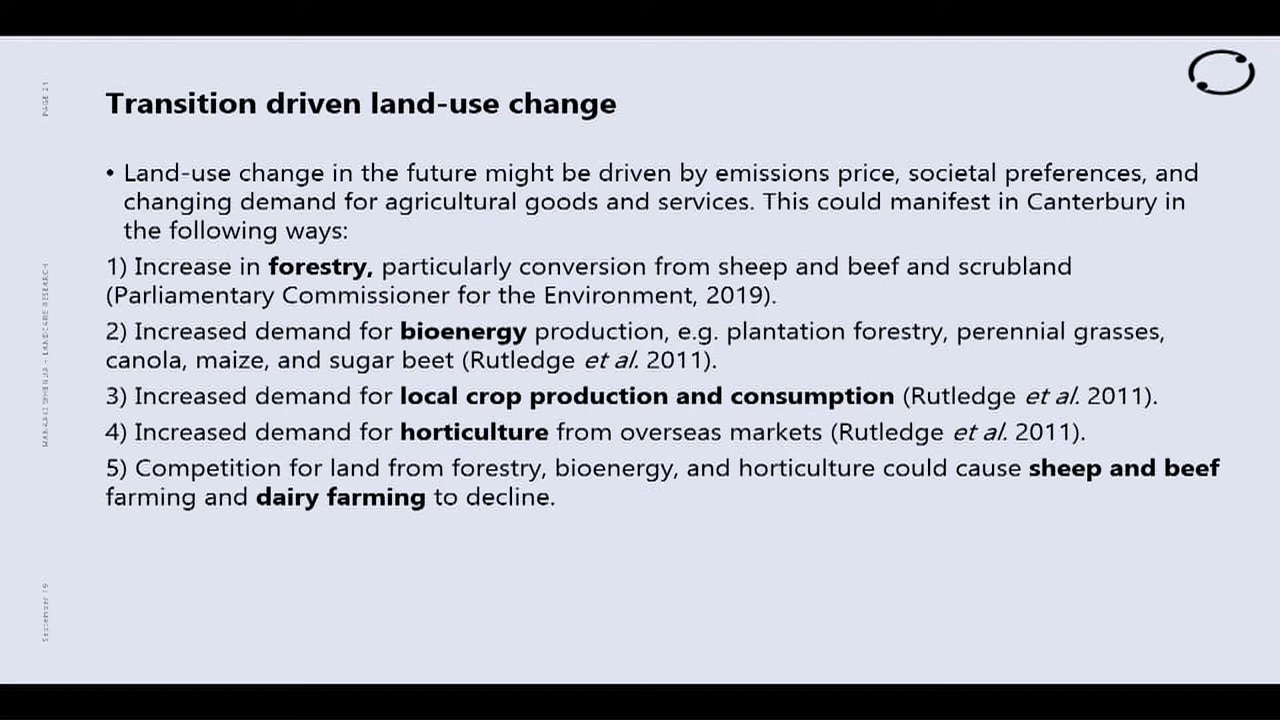 Transition driven land-use change
• Land-use change in the future might be driven by emissions price, societal preferences, and
changing demand for agricultural goods and services. This could manifest in Canterbury in
the following ways:
1) Increase in forestry, particularly conversion from sheep and beef and scrubland
(Parliamentary Commissioner for the Environment, 2019).
2) Increased demand for bioenergy production, e.g. plantation forestry, perennial grasses,
canola, maize, and sugar beet (Rutledge et al. 2011).
3) Increased demand for local crop production and consumption (Rutledge et al. 2011).
4) Increased demand for horticulture from overseas markets (Rutledge et al. 2011).
5) Competition for land from forestry, bioenergy, and horticulture could cause sheep and beef
farming and dairy farming to decline.
PAGE 21
LANDCARE RESEARCH